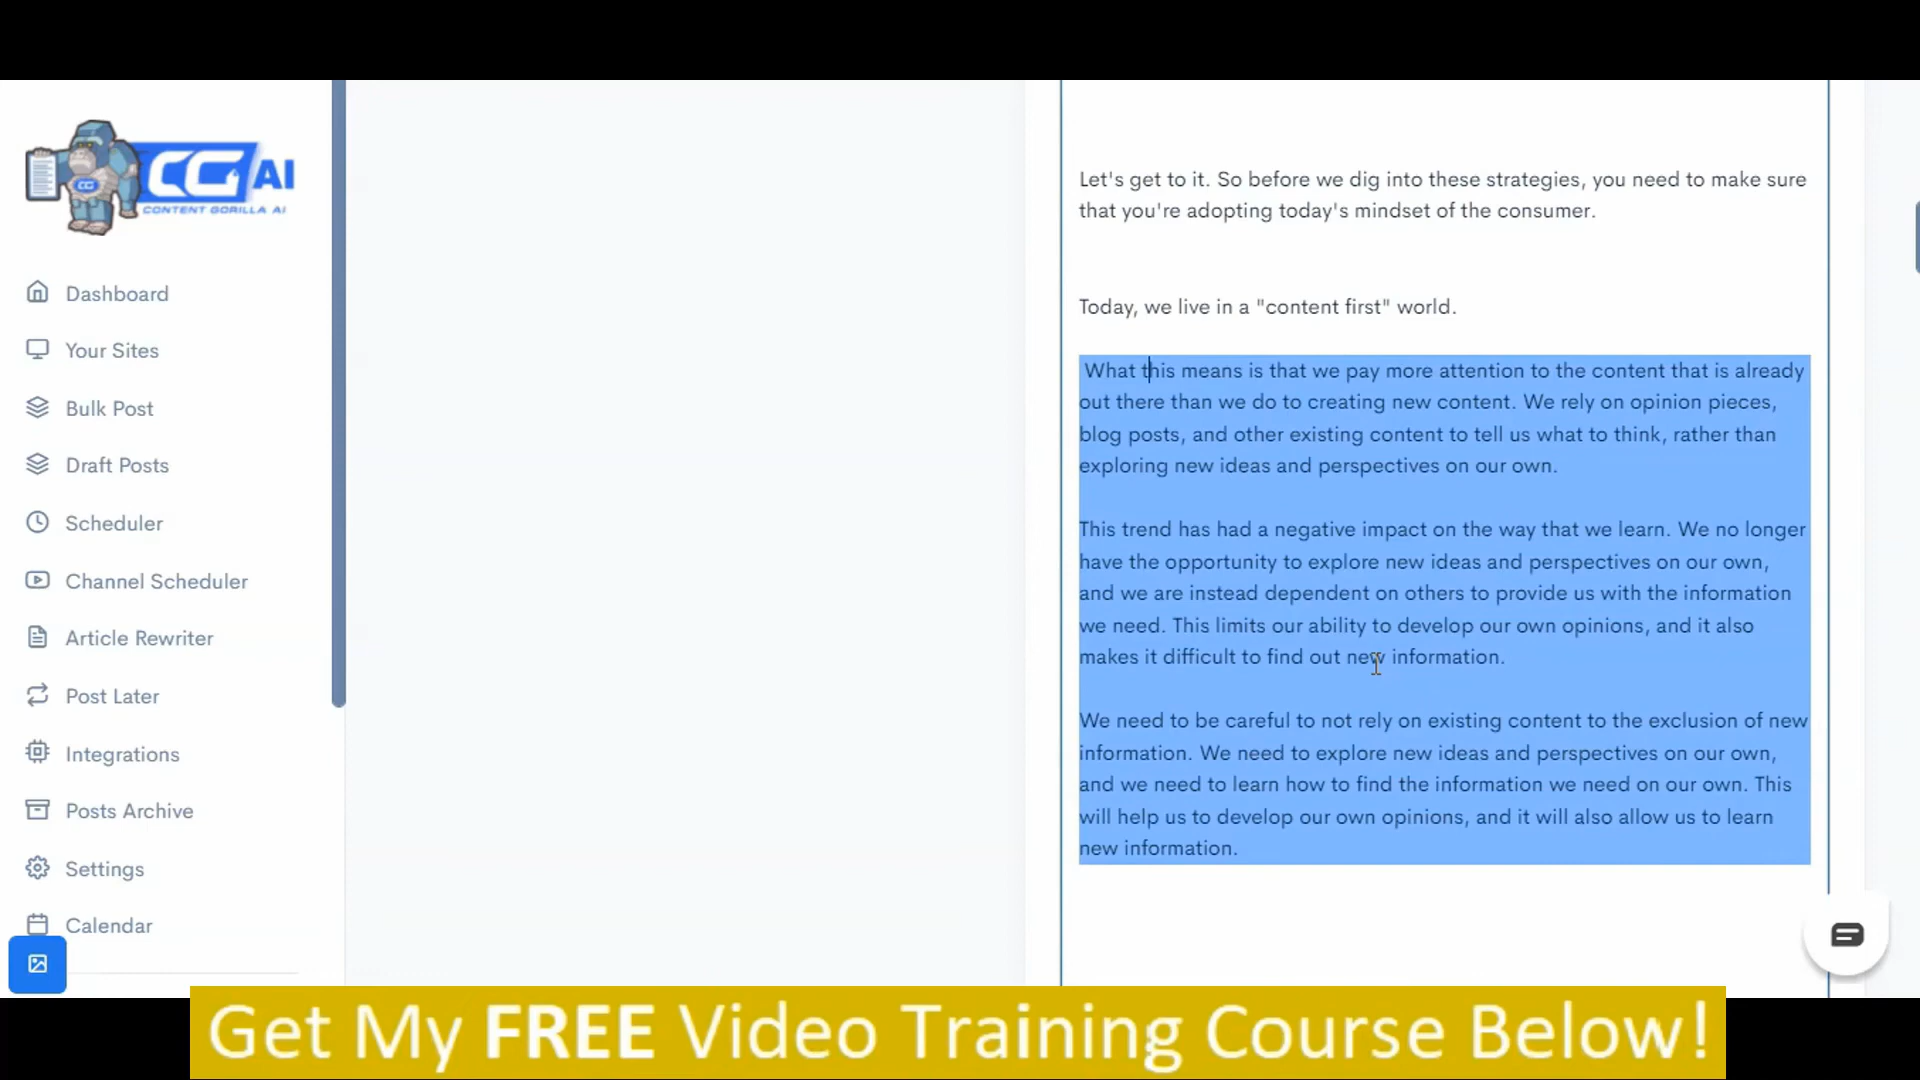 CG AI
CG
CONTENT GORILLA AI
Dashboard
Your Sites
Bulk Post
Draft Posts
Scheduler
Channel Scheduler
Article Rewriter
Post Later
Integrations
Posts Archive
Settings
Calendar
Let's get to it. So before we dig into these strategies, you need to make sure
that you're adopting today's mindset of the consumer.
Today, we live in a "content first" world.
What this means is that we pay more attention to the content that is already
out there than we do to creating new content. We rely on opinion pieces,
blog posts, and other existing content to tell us what to think, rather than
exploring new ideas and perspectives on our own.
This trend has had a negative impact on the way that we learn. We no longer
have the opportunity to explore new ideas and perspectives on our own,
and we are instead dependent on others to provide us with the information
we need. This limits our ability to develop our own opinions, and it also
makes it difficult to find out new information.
We need to be careful to not rely on existing content to the exclusion of new
information. We need to explore new ideas and perspectives on our own,
and we need to learn how to find the information we need on our own. This
will help us to develop our own opinions, and it will also allow us to learn
new information.
Get My FREE Video Training Course Below!